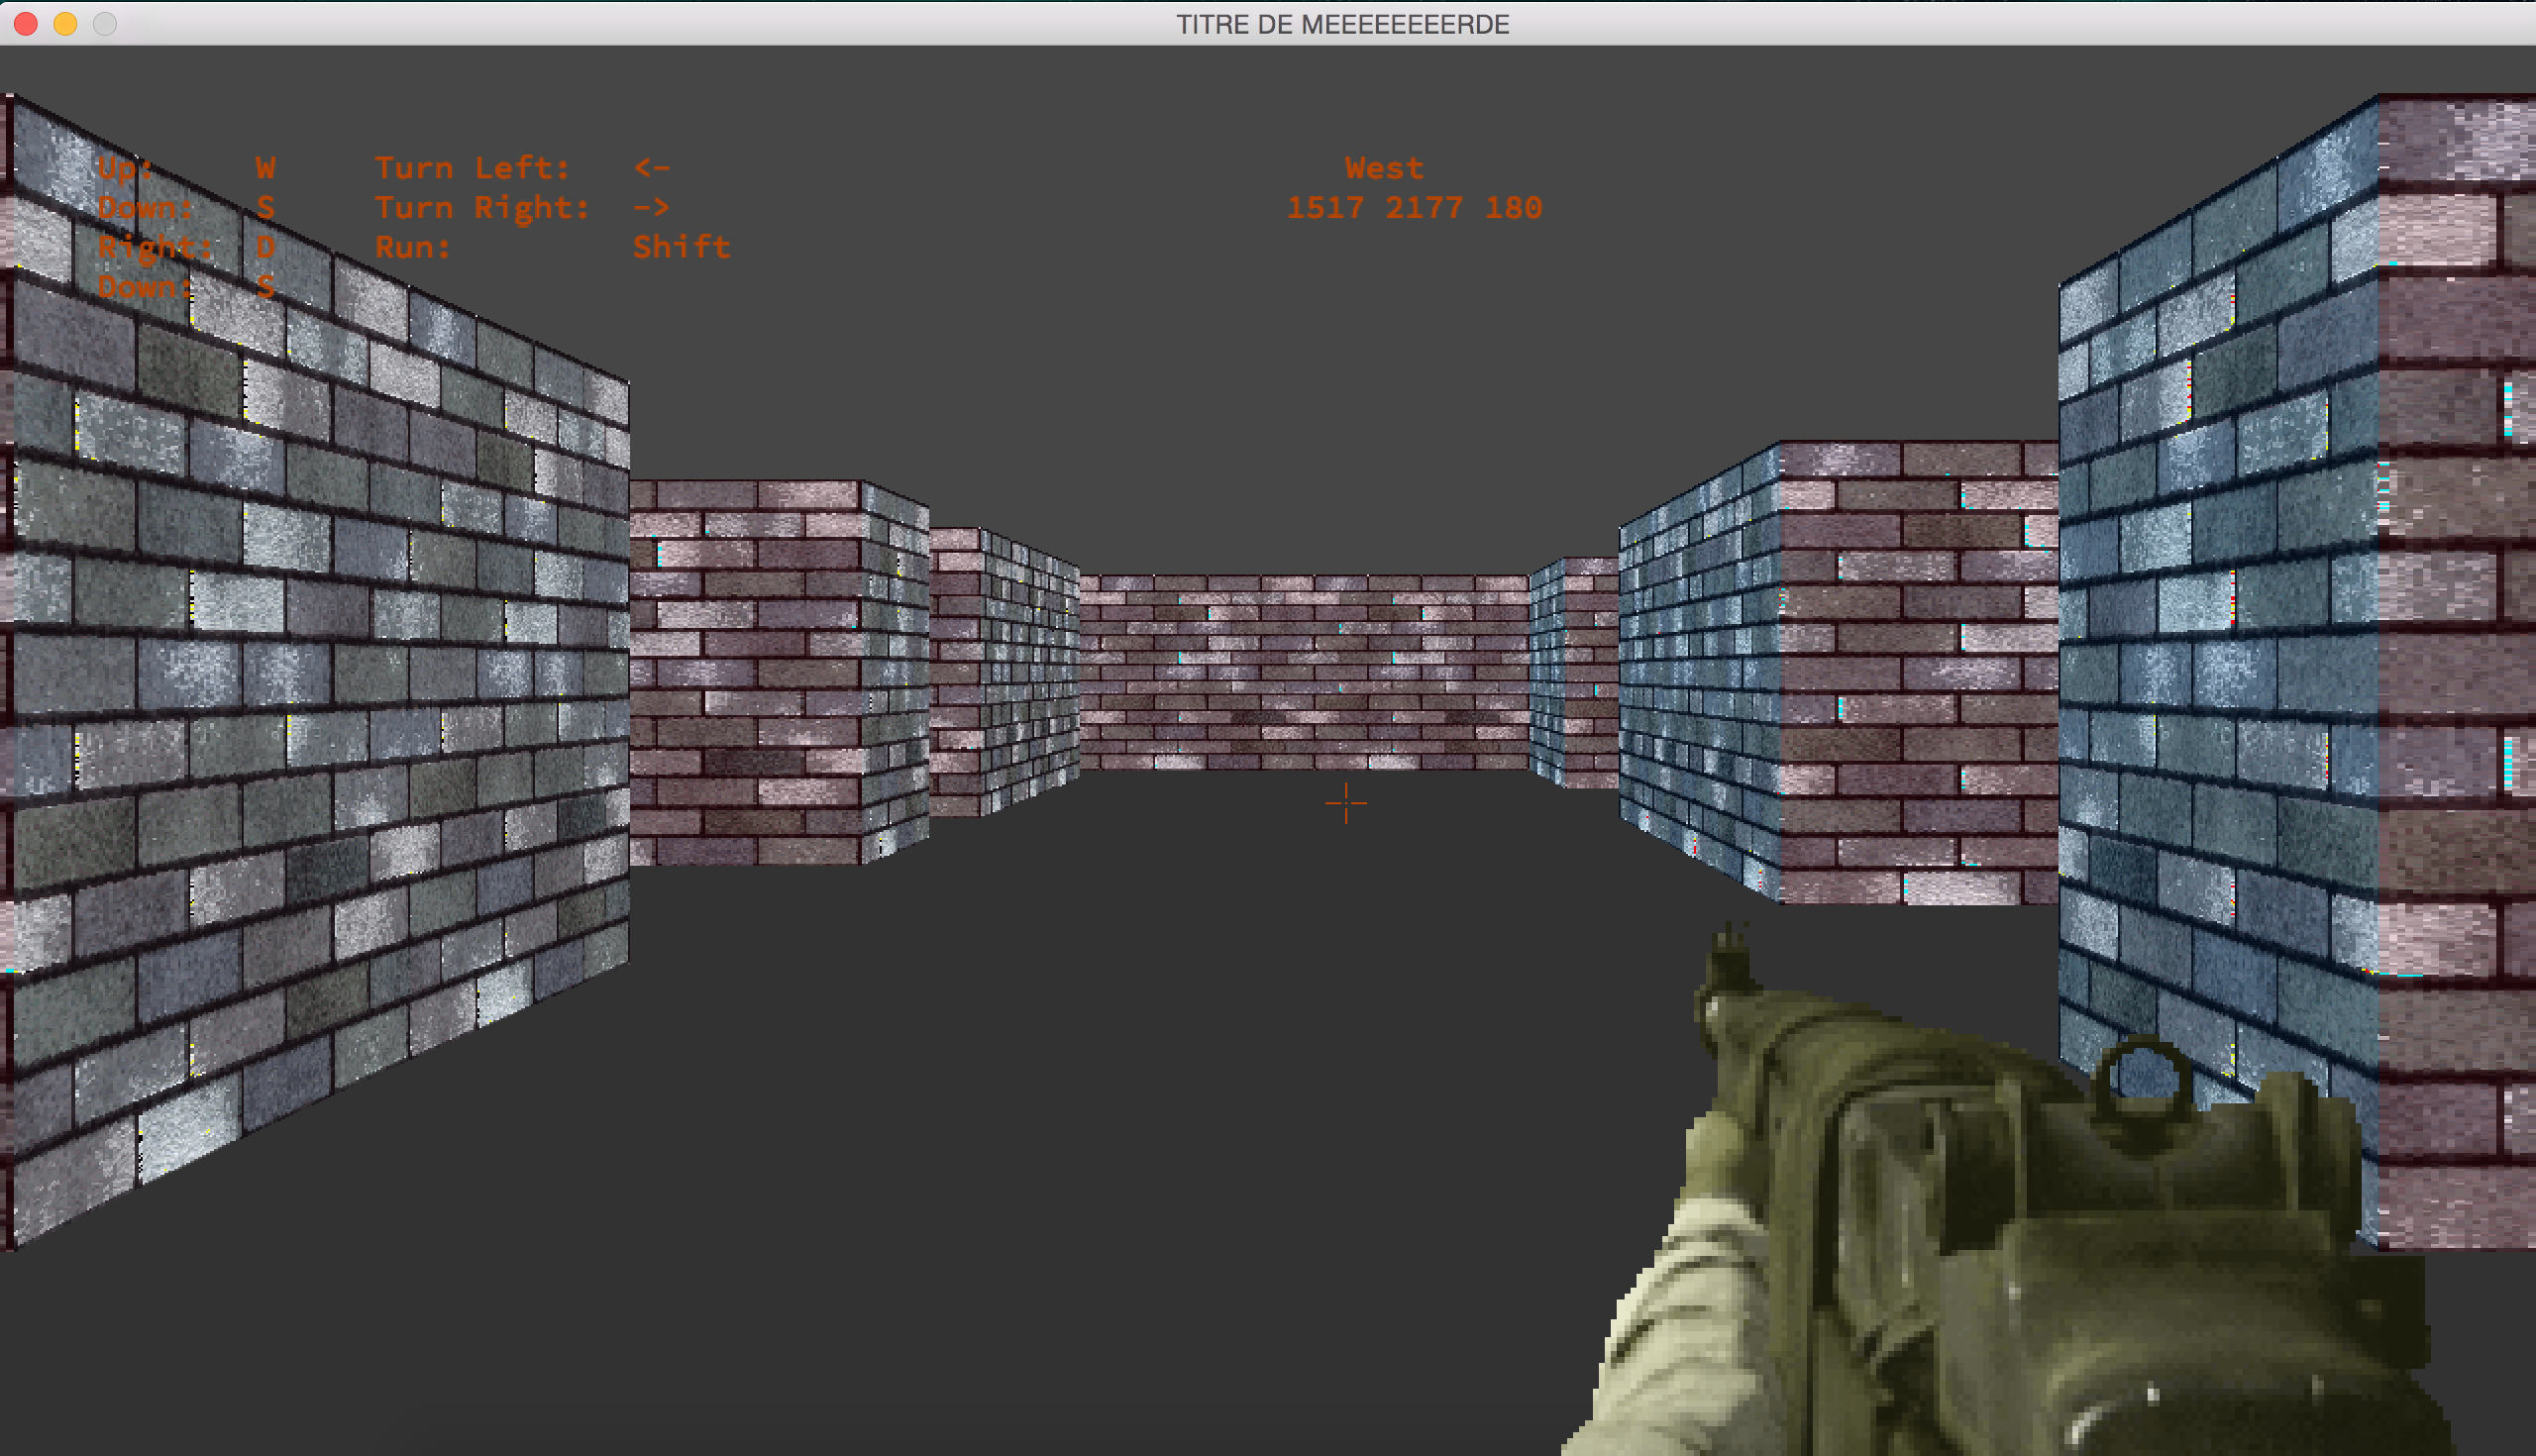 TITRE DE MEEEEEEEERDE
Up: W Turn Left: <-
Down: S Turn Right: ->
Right: D Run: Shift
Down: S
West
1517 2177 180